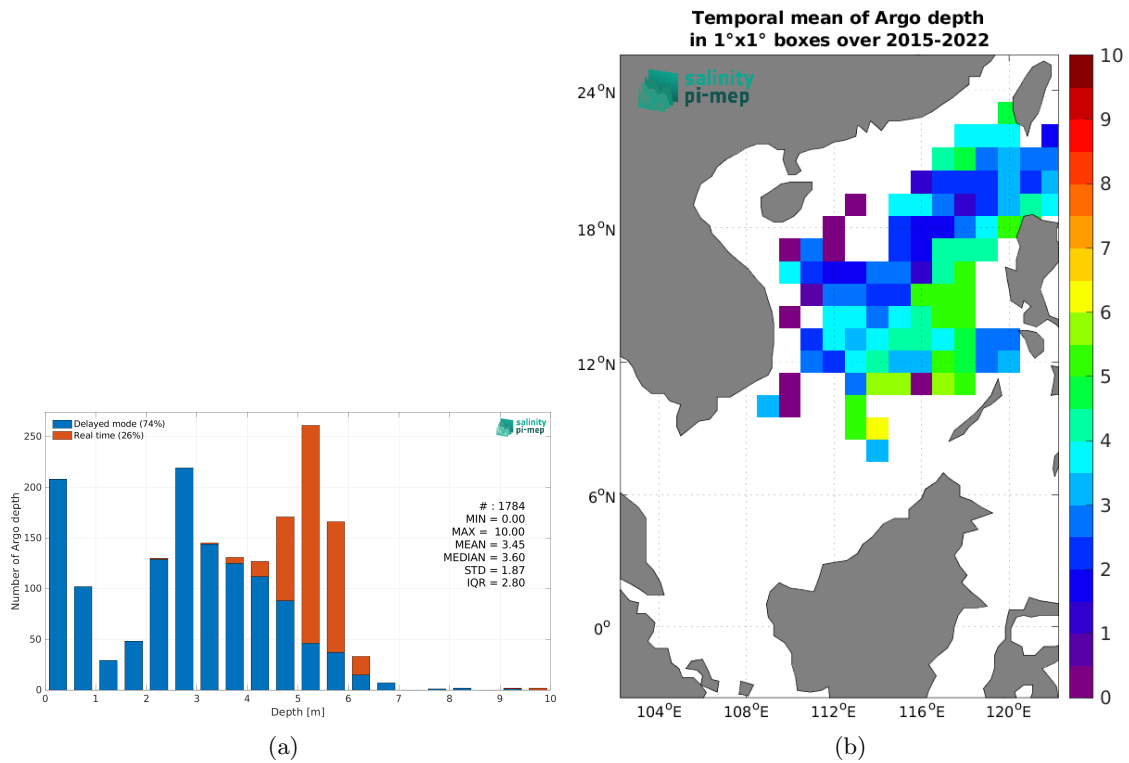 Delayed mode (74%)
Real time (26%)
salinity
pi-mep
Number of Argo depth
250
200
150
100
50
0
# : 1784
MIN = 0.00
MAX = 10.00
MEAN = 3.45
MEDIAN = 3.60
STD = 1.87
IQR = 2.80
0 1 2 3 4 5 6 7 8 9 10
Depth [m]
(a)
Temporal mean of Argo depth
in 1°x1° boxes over 2015-2022
salinity
pi-mep
24°N
18°N
12°N
6°N
0°
104°E 108°E 112°E 116°E 120°E
10
9
8
7
6
5
4
3
2
1
0
(b)